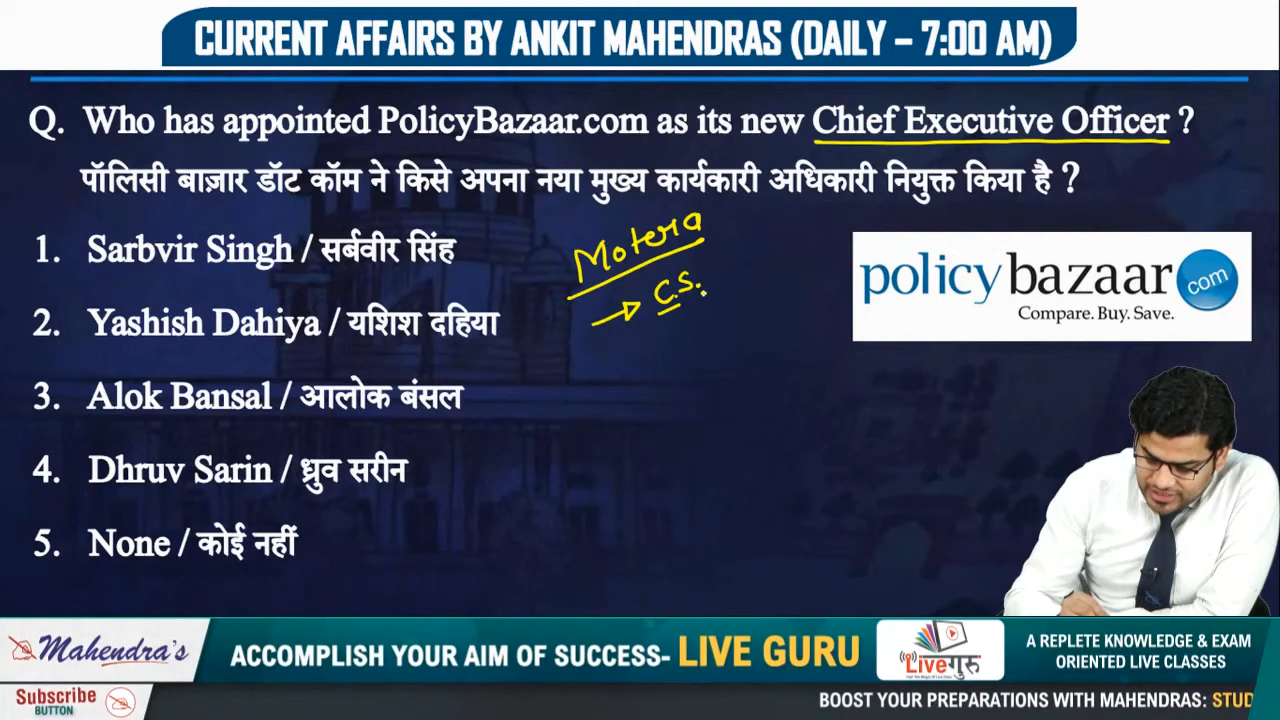 CURRENT AFFAIRS BY ANKIT MAHENDRAS (DAILY – 7:00 AM)
Q. Who has appointed PolicyBazaar.com as its new Chief Executive Officer ?
पॉलिसी बाज़ार डॉट कॉम ने किसे अपना नया मुख्य कार्यकारी अधिकारी नियुक्त किया है ?
1. Sarbvir Singh / सर्बवीर सिंह
2. Yashish Dahiya / यशिश दहिया
3. Alok Bansal / आलोक बंसल
4. Dhruv Sarin / ध्रुव सरीन
5. None / कोई नहीं
Motera
→ C.S.
policybazaar.com
Compare. Buy. Save.
Mahendra's
ACCOMPLISH YOUR AIM OF SUCCESS- LIVE GURU
Liveगुरू
A REPLETE KNOWLEDGE & EXAM
ORIENTED LIVE CLASSES
Subscribe
BUTTON
BOOST YOUR PREPARATIONS WITH MAHENDRAS: STUD